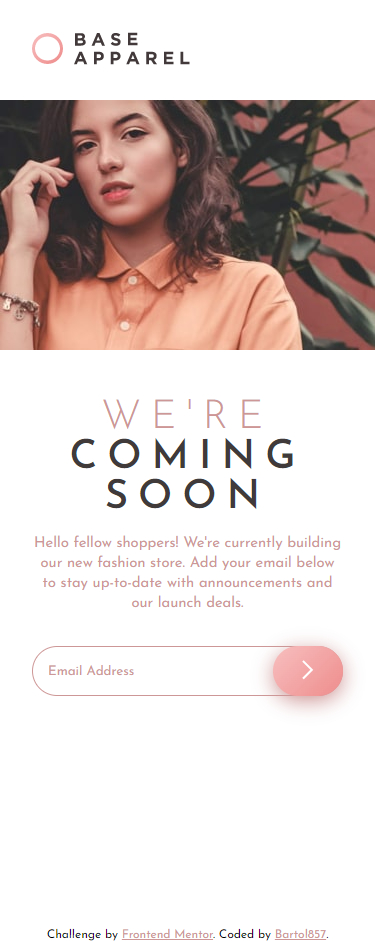 BASE
APPAREL
WE'RE
COMING
SOON
Hello fellow shoppers! We're currently building
our new fashion store. Add your email below
to stay up-to-date with announcements and
our launch deals.
Email Address
Challenge by Frontend Mentor. Coded by Bartol857.